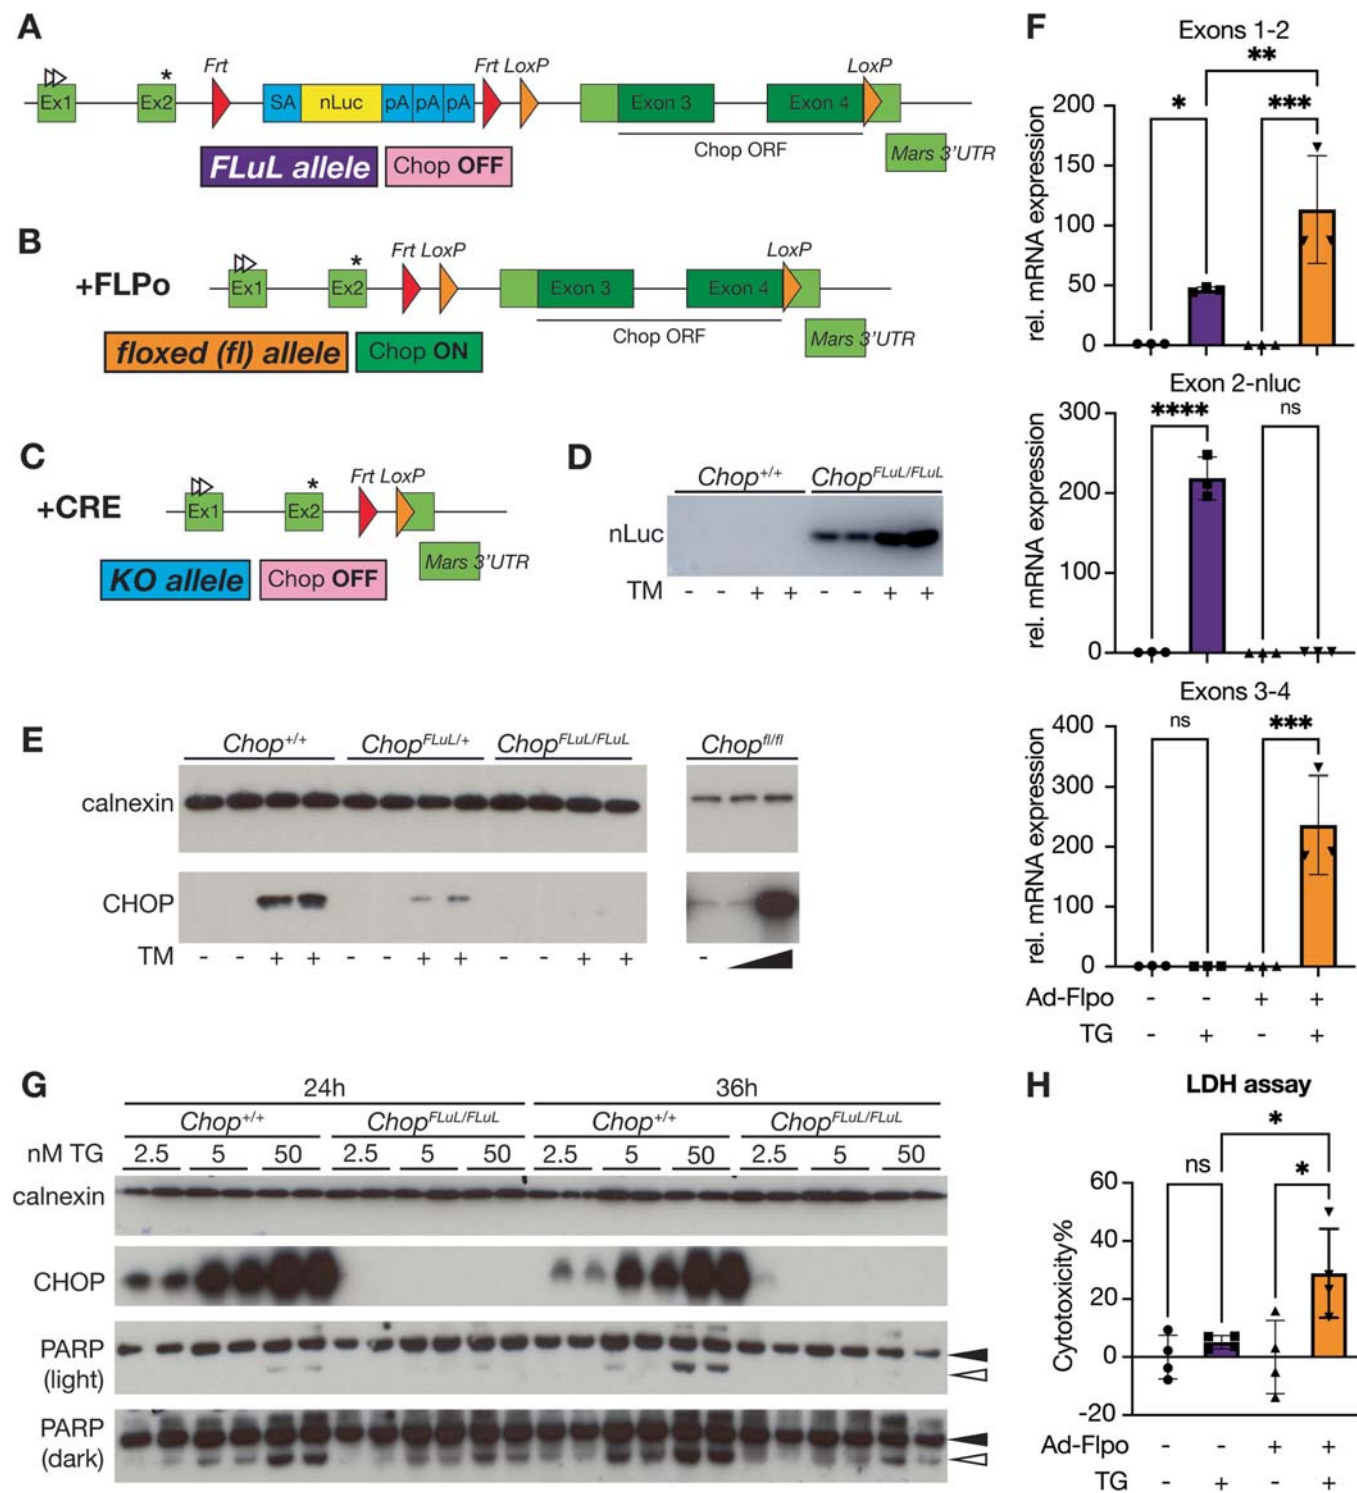 A
Frt
Frt LoxP
LoxP
*
Ex1
Ex2
SA
nLuc
pA
pA
pA
Exon 3
Exon 4
Chop ORF
Mars 3'UTR
FLuL allele
Chop OFF
B
+FLPo
Frt LoxP
LoxP
*
Ex1
Ex2
Exon 3
Exon 4
Chop ORF
Mars 3'UTR
floxed (fl) allele
Chop ON
C
+CRE
Frt LoxP
*
Ex1
Ex2
Mars 3'UTR
KO allele
Chop OFF
D
Chop+/+
ChopFLuL/FLuL
nLuc
TM - - + + - - + +
E
Chop+/+
ChopFLuL/+
ChopFLuL/FLuL
Chopfl/fl
calnexin
CHOP
TM - - + + - - + + - - + + -
F
Exons 1-2
**
* ***
rel. mRNA expression
200
150
100
50
0
Exon 2-nluc
**** ns
rel. mRNA expression
300
200
100
0
Exons 3-4
ns ***
rel. mRNA expression
400
300
200
100
0
Ad-Flpo - - + +
TG - + - +
G
24h 36h
Chop+/+ ChopFLuL/FLuL Chop+/+ ChopFLuL/FLuL
nM TG 2.5 5 50 2.5 5 50 2.5 5 50 2.5 5 50
calnexin
CHOP
PARP
(light)
PARP
(dark)
H
LDH assay
*
ns *
Cytotoxicity%
60
40
20
0
-20
Ad-Flpo - - + +
TG - + - +